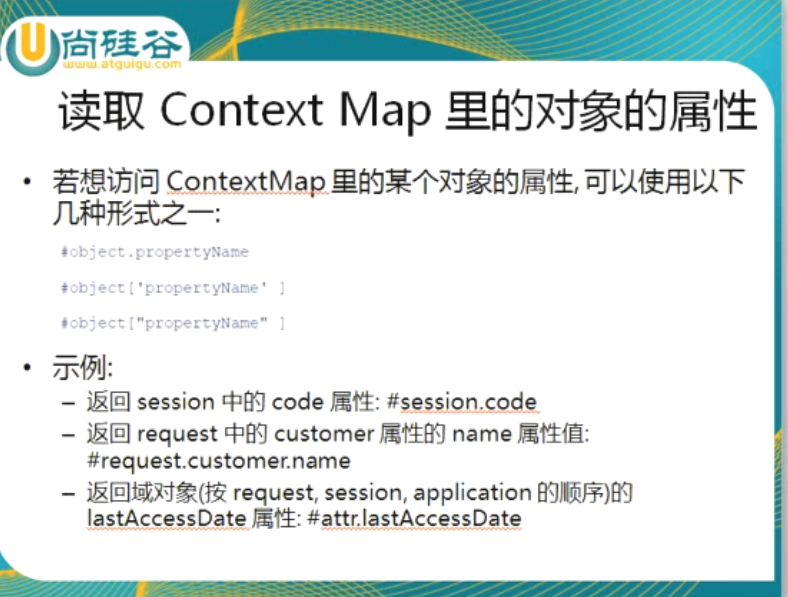 尚硅谷
www.atguigu.com
读取 Context Map 里的对象的属性
• 若想访问 ContextMap 里的某个对象的属性, 可以使用以下
几种形式之一:
#object.propertyName
#object['propertyName' ]
#object["propertyName" ]
• 示例:
– 返回 session 中的 code 属性: #session.code
– 返回 request 中的 customer 属性的 name 属性值:
#request.customer.name
– 返回域对象(按 request, session, application 的顺序)的
lastAccessDate 属性: #attr.lastAccessDate